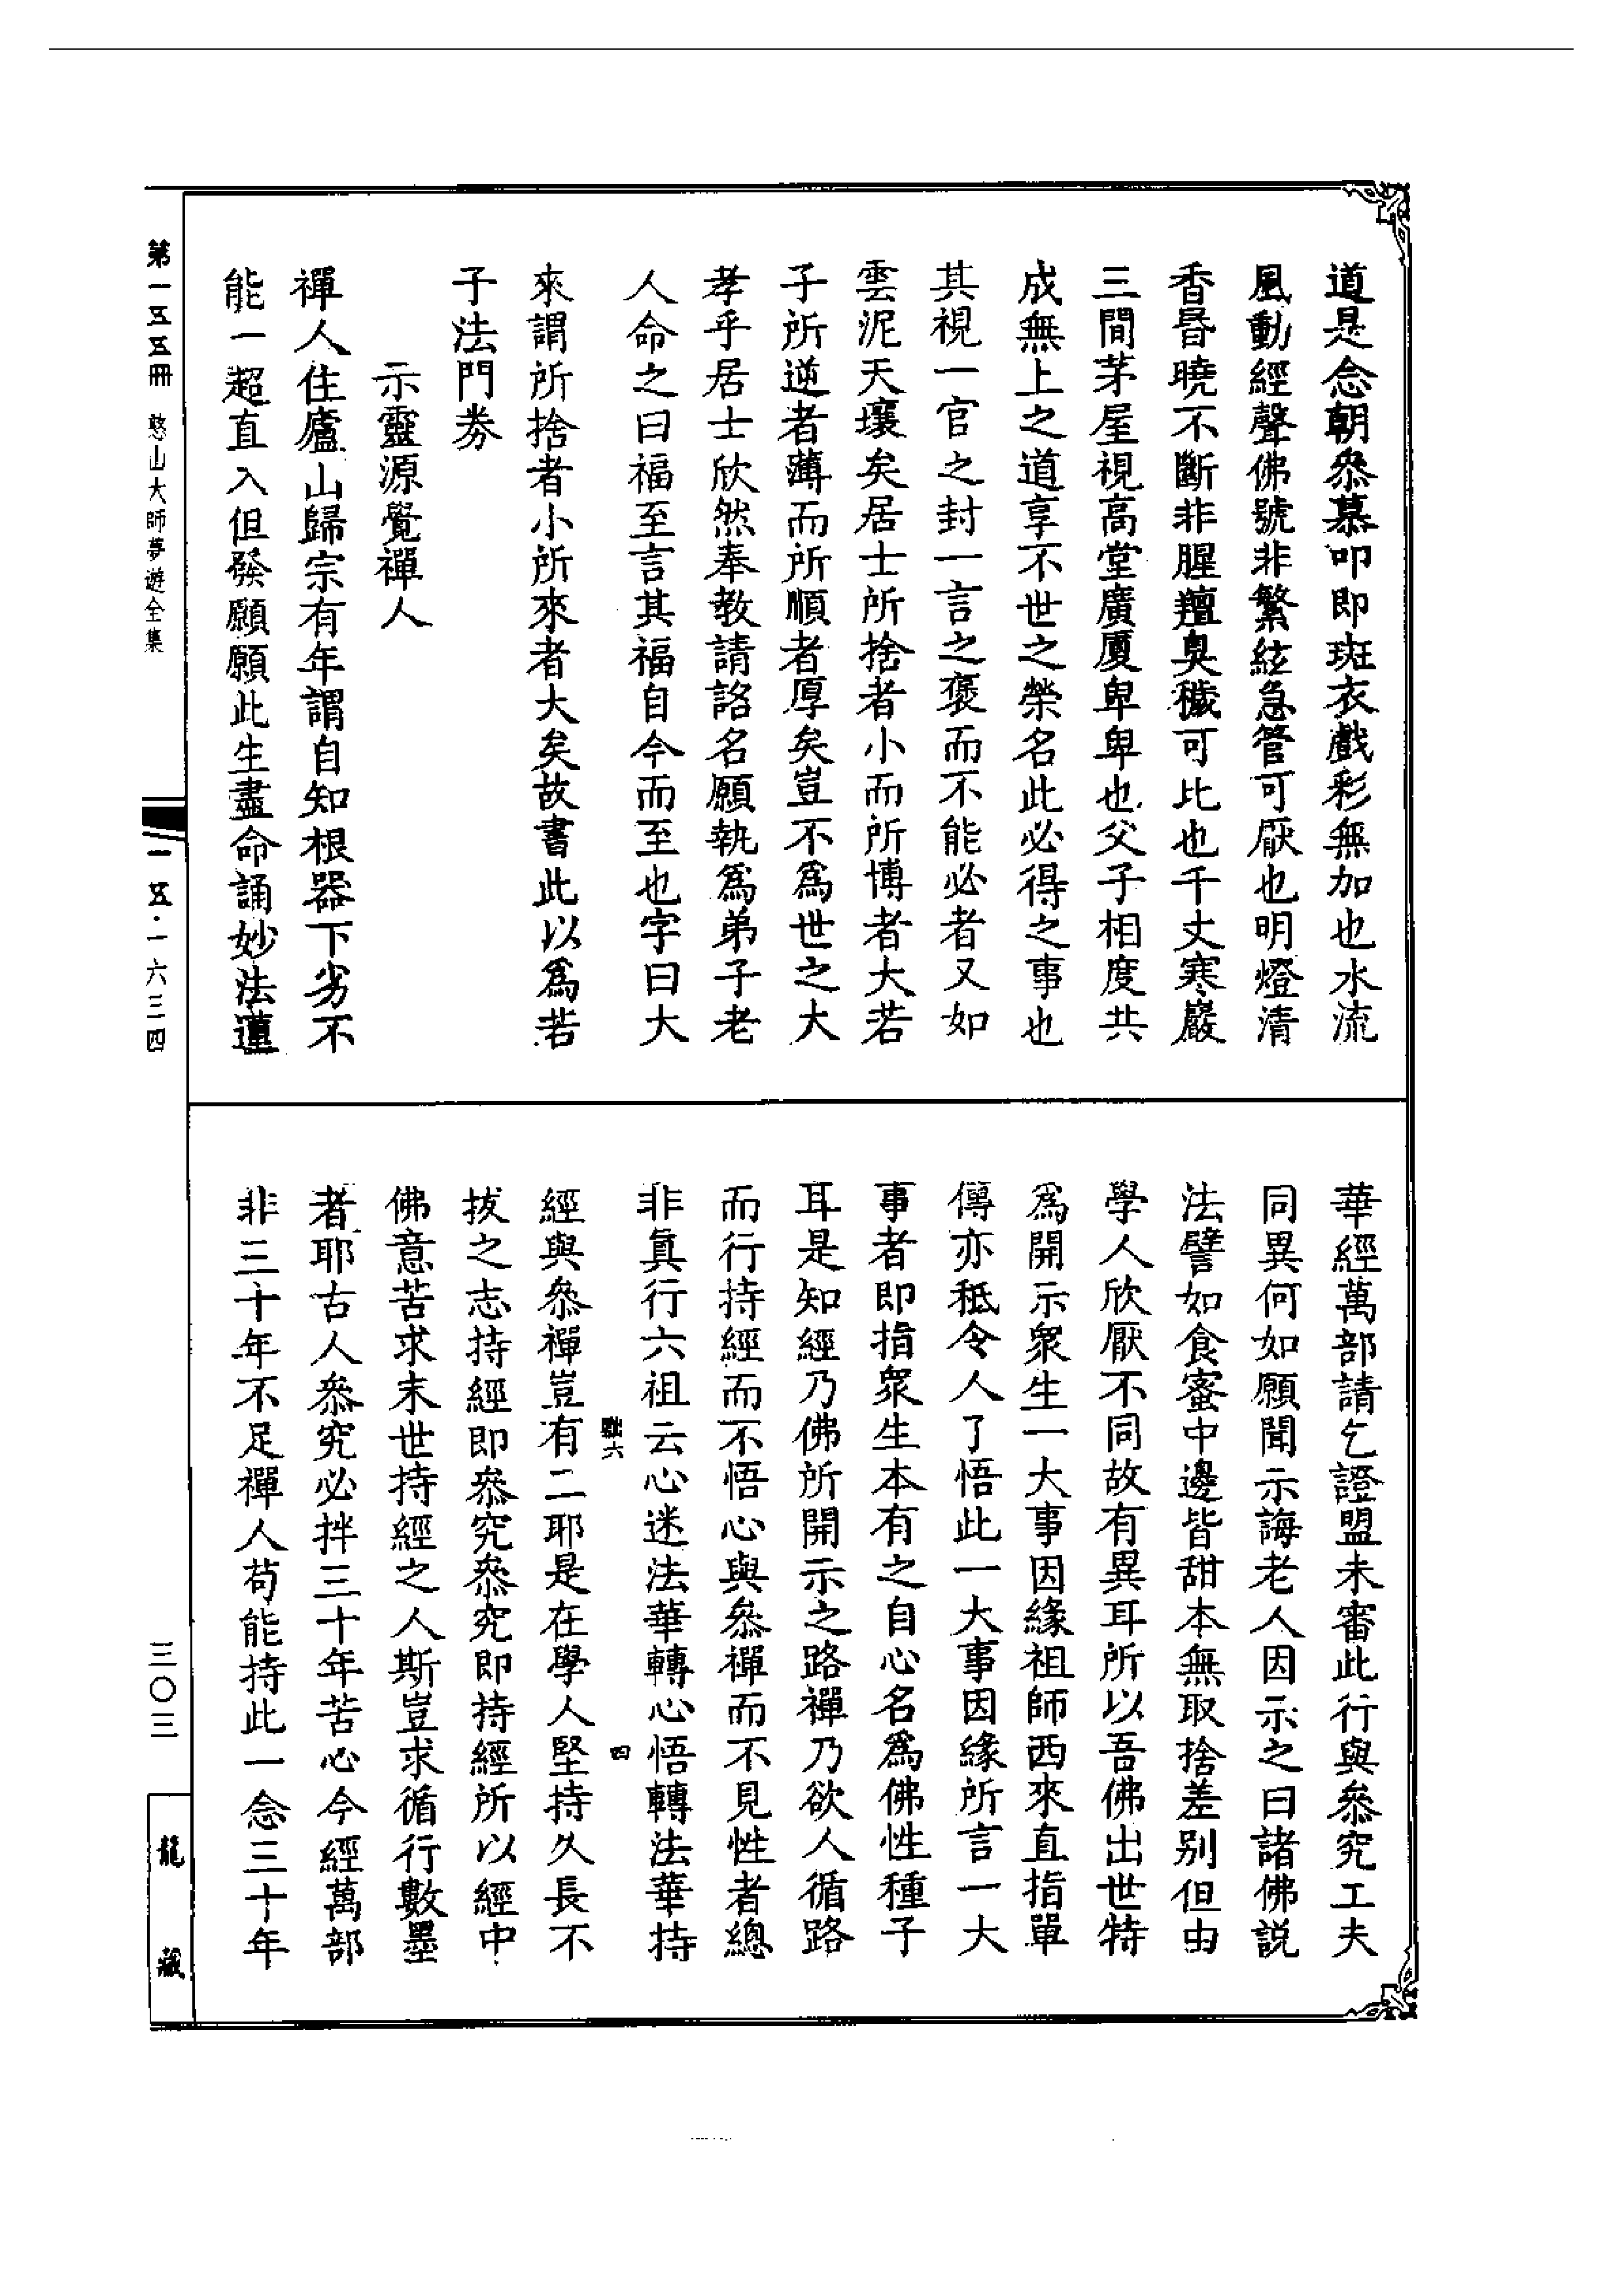 道是念朝叅慕叩即斑衣戲彩無加也水流
風動經聲佛號非繁絃急管可厭也明燈清
香昏曉不斷非腥羶臭穢可比也千丈寒巖
三間茅屋視高堂廣厦卑卑也父子相度共
成無上之道享不世之榮名此必得之事也
其視一官之封一言之褒而不能必者又如
雲泥天壤矣居士所捨者小而所博者大若
子所逆者薄而所順者厚矣豈不爲世之大
孝乎居士欣然奉教請詺名願執爲弟子老
人命之曰福至言其福自今而至也字曰大
來謂所捨者小所來者大矣故書此以爲若
子法門劵
示靈源覺禪人
禪人住廬山歸宗有年謂自知根器下劣不
能一超直入但發願願此生盡命誦妙法蓮
華經萬部請乞證盟未審此行與叅究工夫
同異何如願聞示誨老人因示之曰諸佛説
法譬如食蜜中邊皆甜本無取捨差别但由
學人欣厭不同故有異耳所以吾佛出世特
爲開示衆生一大事因緣祖師西來直指單
傳亦秪令人了悟此一大事因緣所言一大
事者即指衆生本有之自心名爲佛性種子
耳是知經乃佛所開示之路禪乃欲人循路
而行持經而不悟心與叅禪而不見性者總
非眞行六祖云心迷法華轉心悟轉法華持
六 四
經與叅禪豈有二耶是在學人堅持久長不
拔之志持經即叅究叅究即持經所以經中
佛意苦求末世持經之人斯豈求循行數墨
者耶古人叅究必拌三十年苦心今經萬部
非三十年不足禪人苟能持此一念三十年
第一五五冊 憨山大師夢遊全集
一五·一六三四
三〇三
龍藏